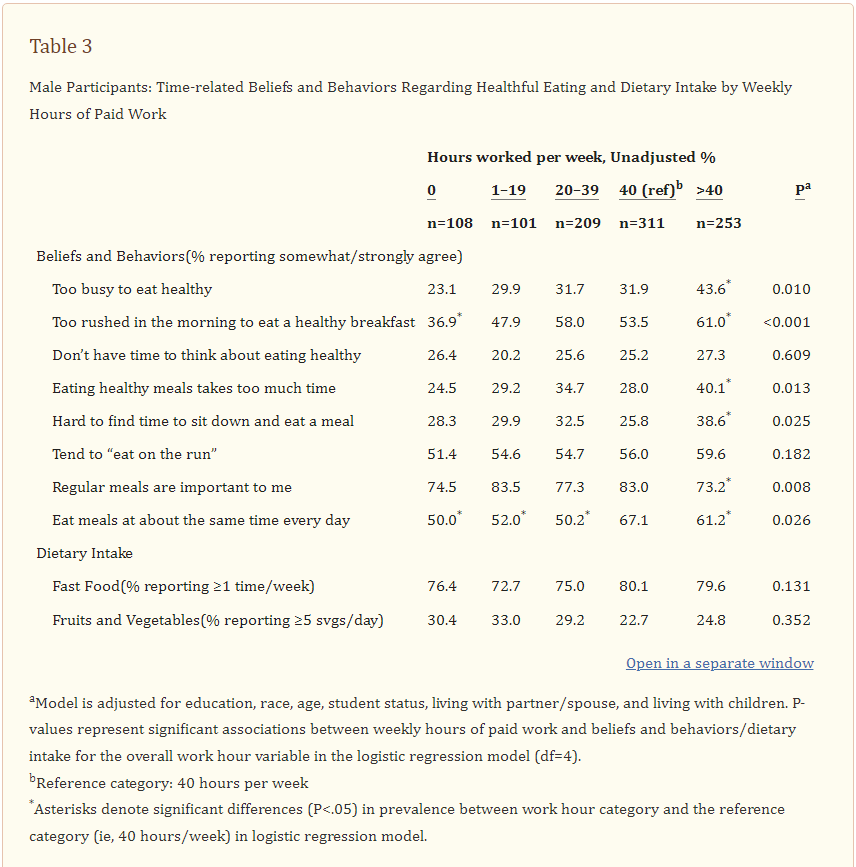 Table 3
Male Participants: Time-related Beliefs and Behaviors Regarding Healthful Eating and Dietary Intake by Weekly
Hours of Paid Work
Hours worked per week, Unadjusted %
0 1–19 20–39 40 (ref)b >40 Pa
n=108 n=101 n=209 n=311 n=253
Beliefs and Behaviors(% reporting somewhat/strongly agree)
Too busy to eat healthy 23.1 29.9 31.7 31.9 43.6* 0.010
Too rushed in the morning to eat a healthy breakfast 36.9* 47.9 58.0 53.5 61.0* <0.001
Don’t have time to think about eating healthy 26.4 20.2 25.6 25.2 27.3 0.609
Eating healthy meals takes too much time 24.5 29.2 34.7 28.0 40.1* 0.013
Hard to find time to sit down and eat a meal 28.3 29.9 32.5 25.8 38.6* 0.025
Tend to “eat on the run” 51.4 54.6 54.7 56.0 59.6 0.182
Regular meals are important to me 74.5 83.5 77.3 83.0 73.2* 0.008
Eat meals at about the same time every day 50.0* 52.0* 50.2* 67.1 61.2* 0.026
Dietary Intake
Fast Food(% reporting ≥1 time/week) 76.4 72.7 75.0 80.1 79.6 0.131
Fruits and Vegetables(% reporting ≥5 svgs/day) 30.4 33.0 29.2 22.7 24.8 0.352
Open in a separate window
aModel is adjusted for education, race, age, student status, living with partner/spouse, and living with children. P-
values represent significant associations between weekly hours of paid work and beliefs and behaviors/dietary
intake for the overall work hour variable in the logistic regression model (df=4).
bReference category: 40 hours per week
*Asterisks denote significant differences (P<.05) in prevalence between work hour category and the reference
category (ie, 40 hours/week) in logistic regression model.